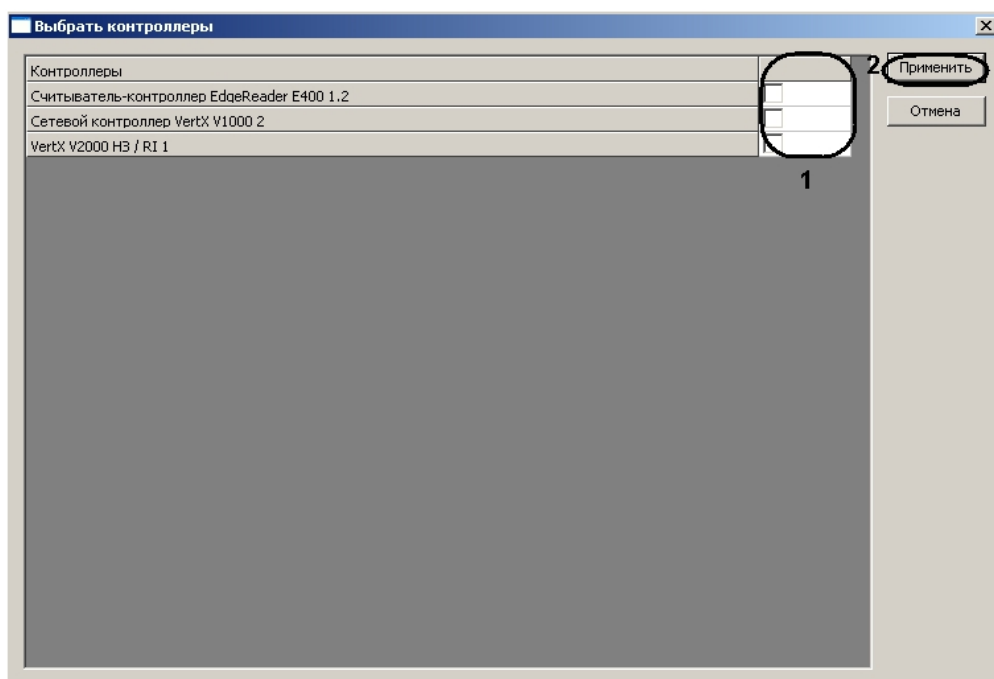 Выбрать контроллеры
Контроллеры
2 Применить
Считыватель-контроллер EdgeReader E400 1.2
Отмена
Сетевой контроллер VertX V1000 2
VertX V2000 НЗ / RI 1
1